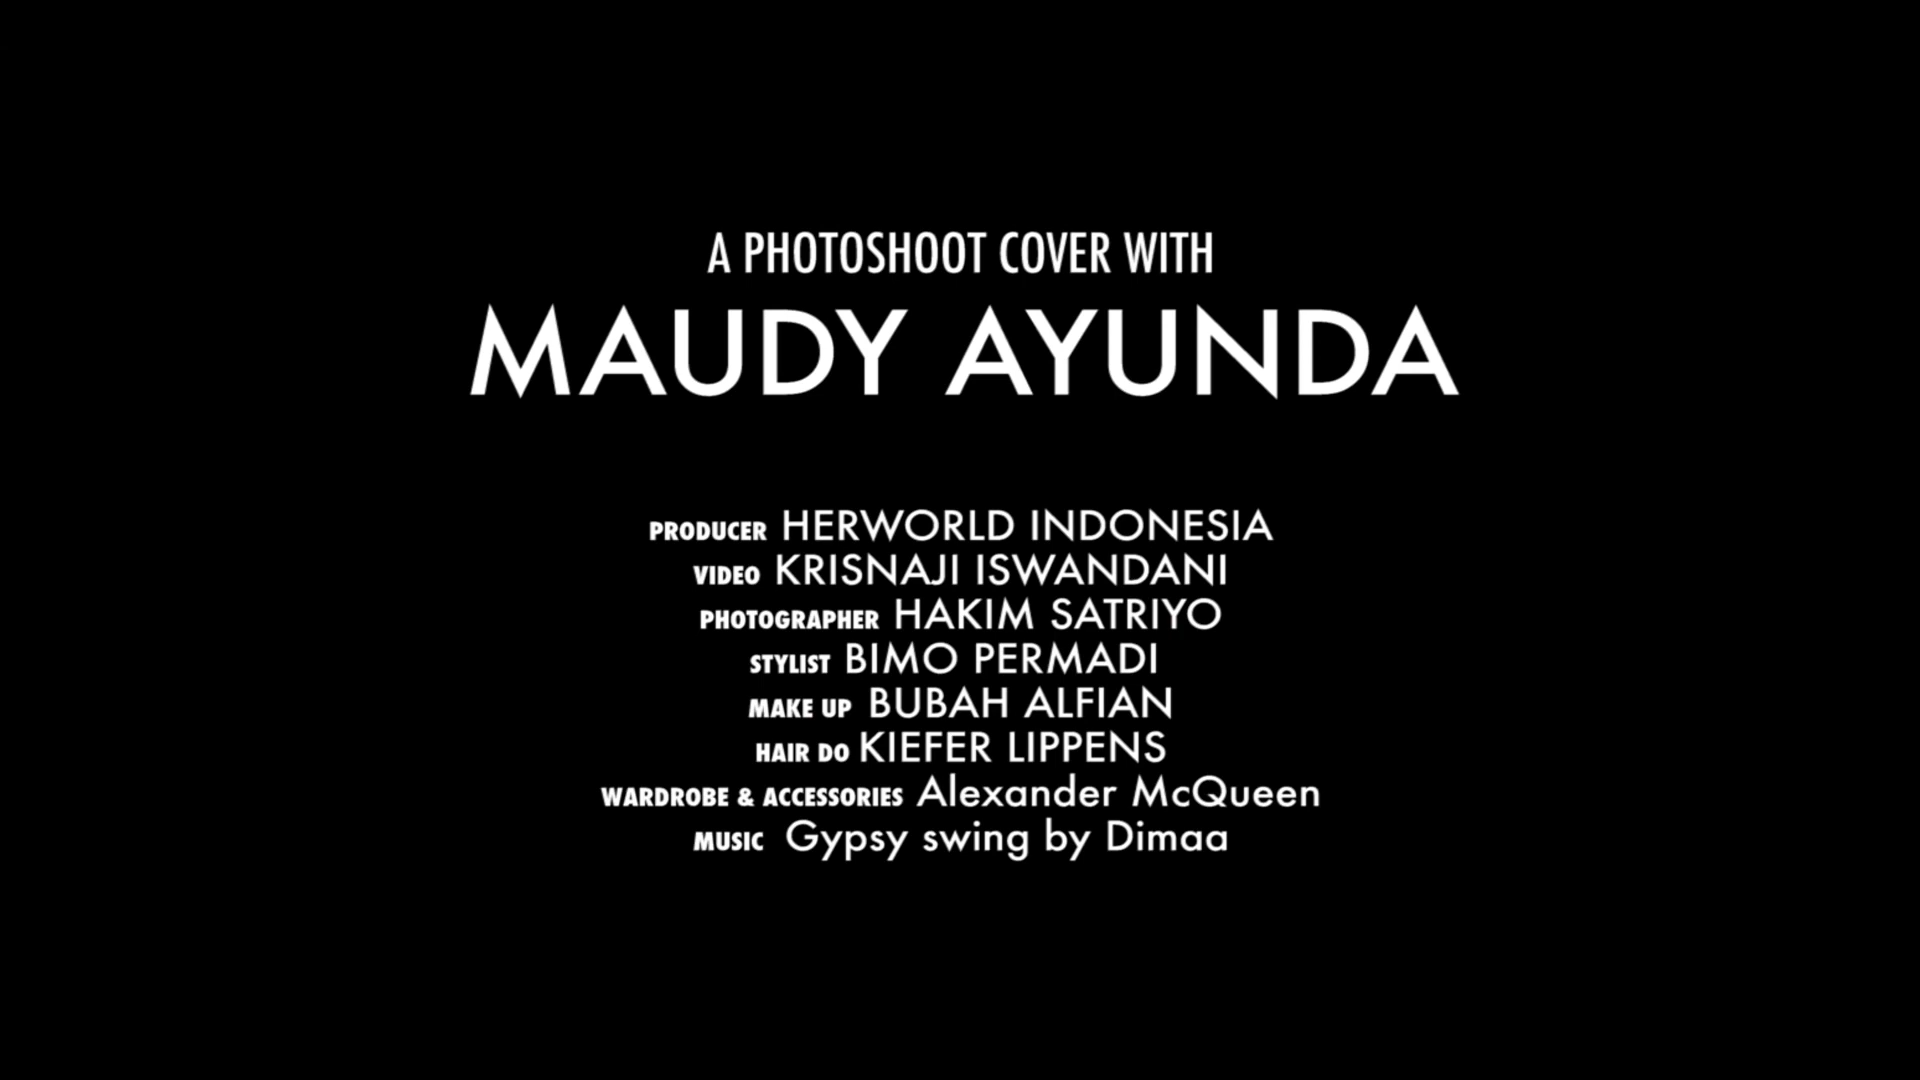 A PHOTOSHOOT COVER WITH
MAUDY AYUNDA
PRODUCER HERWORLD INDONESIA
VIDEO KRISNAJI ISWANDANI
PHOTOGRAPHER HAKIM SATRIYO
STYLIST BIMO PERMADI
MAKE UP BUBAH ALFIAN
HAIR DO KIEFER LIPPENS
WARDROBE & ACCESSORIES Alexander McQueen
MUSIC Gypsy swing by Dimaa